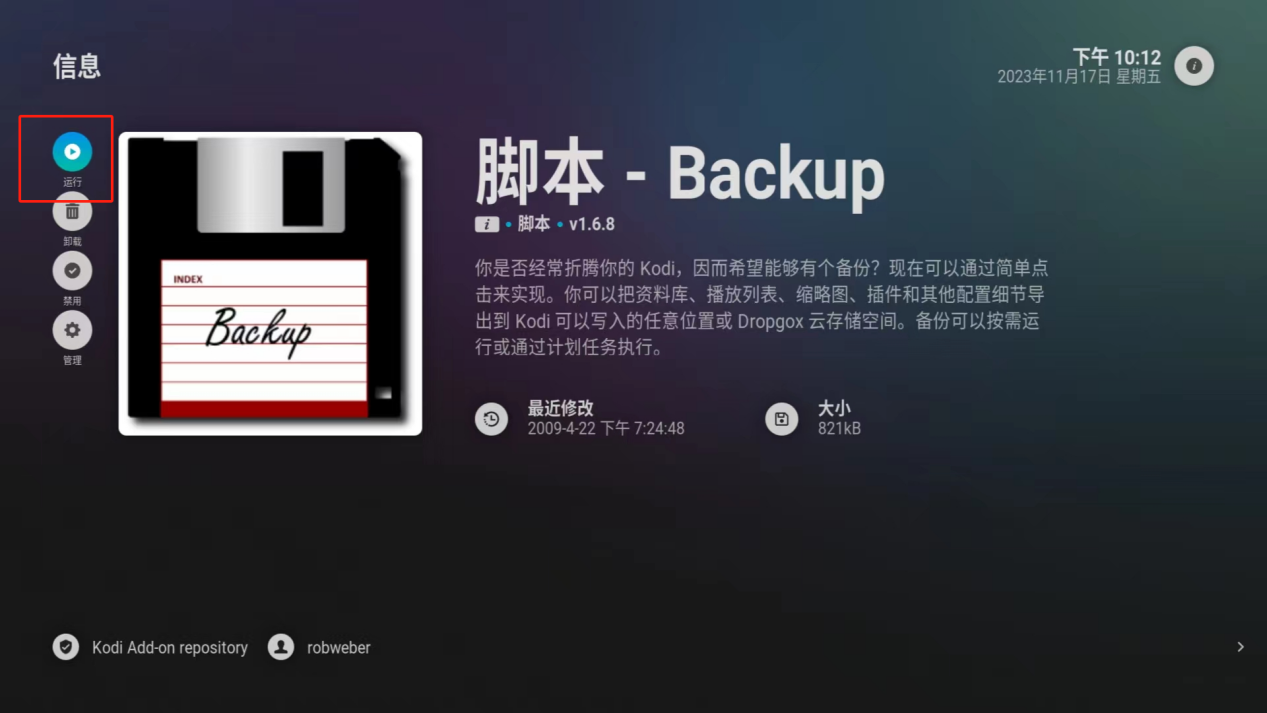 信息
下午 10:12
2023年11月17日 星期五
运行
卸载
禁用
管理
INDEX
Backup
脚本 - Backup
i • 脚本 • v1.6.8
你是否经常折腾你的 Kodi，因而希望能够有个备份？现在可以通过简单点
击来实现。你可以把资料库、播放列表、缩略图、插件和其他配置细节导
出到 Kodi 可以写入的任意位置或 Dropgox 云存储空间。备份可以按需运
行或通过计划任务执行。
最近修改
2009-4-22 下午 7:24:48
大小
821kB
Kodi Add-on repository
robweber